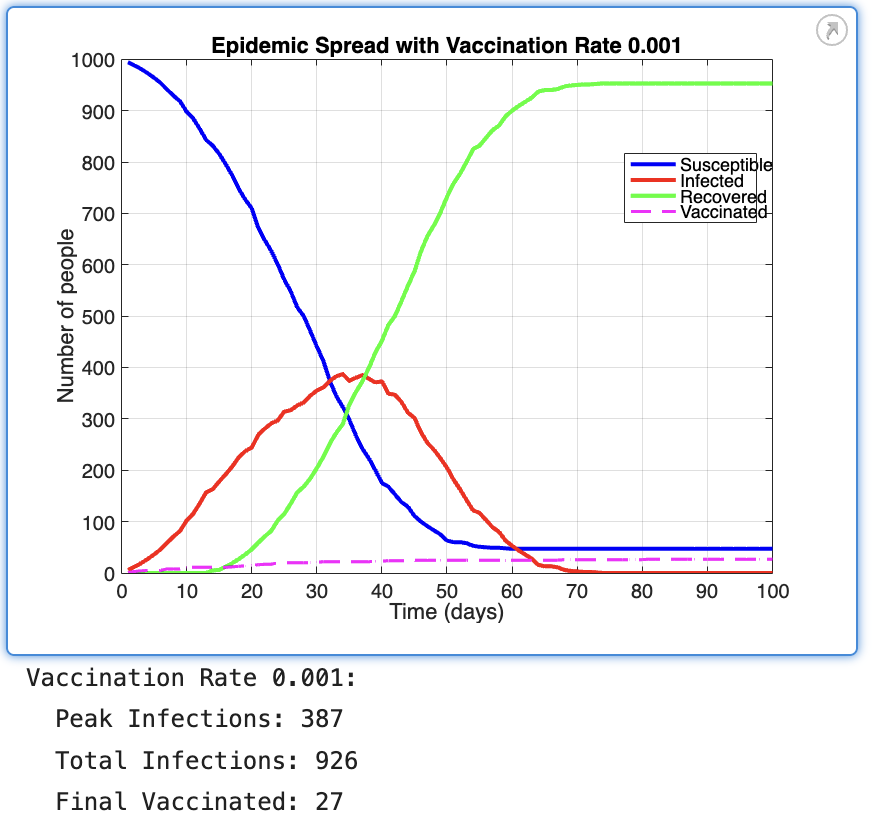 Epidemic Spread with Vaccination Rate 0.001
1000
900
800
700
600
500
400
300
200
100
0
Number of people
Susceptible
Infected
Recovered
Vaccinated
0 10 20 30 40 50 60 70 80 90 100
Time (days)
Vaccination Rate 0.001:
Peak Infections: 387
Total Infections: 926
Final Vaccinated: 27